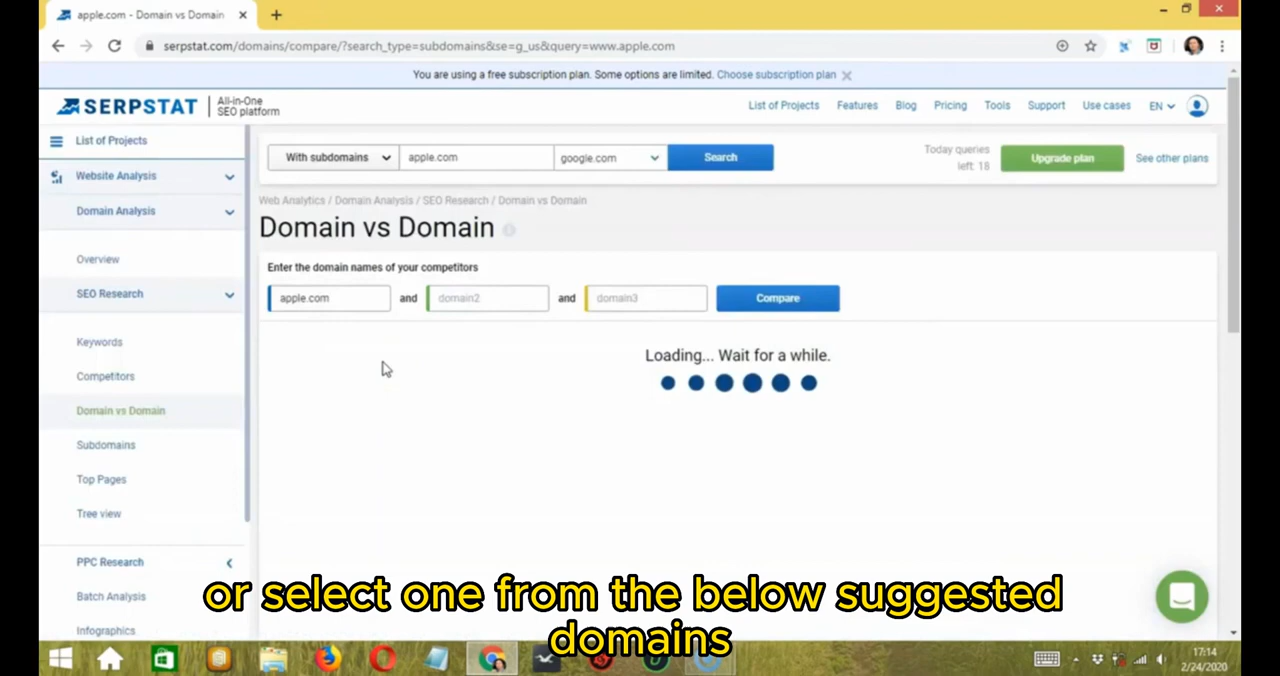 apple.com - Domain vs Domain
serpstat.com/domains/compare/?search_type=subdomains&se=g_us&query=www.apple.com
You are using a free subscription plan. Some options are limited. Choose subscription plan
SERPSTAT
All-in-One
SEO platform
List of Projects Features Blog Pricing Tools Support Use cases EN
List of Projects
Website Analysis
Domain Analysis
Overview
SEO Research
Keywords
Competitors
Domain vs Domain
Subdomains
Top Pages
Tree view
PPC Research
Batch Analysis
Infographics
With subdomains apple.com google.com Search
Today queries
left: 18
Upgrade plan See other plans
Web Analytics / Domain Analysis / SEO Research / Domain vs Domain
Domain vs Domain
Enter the domain names of your competitors
apple.com and domain2 and domain3 Compare
Loading... Wait for a while.
or select one from the below suggested
domains
17:14
2/24/2020